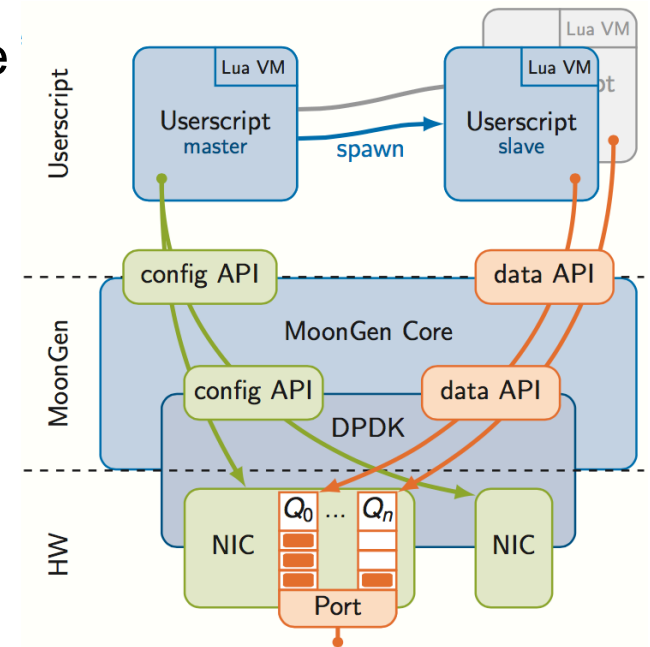 e
Lua VM
pt
Lua VM
Userscript
master
spawn
Lua VM
Userscript
slave
Userscript
config API
data API
MoonGen Core
MoonGen
config API
data API
DPDK
HW
NIC
Q0 ... Qn
NIC
Port